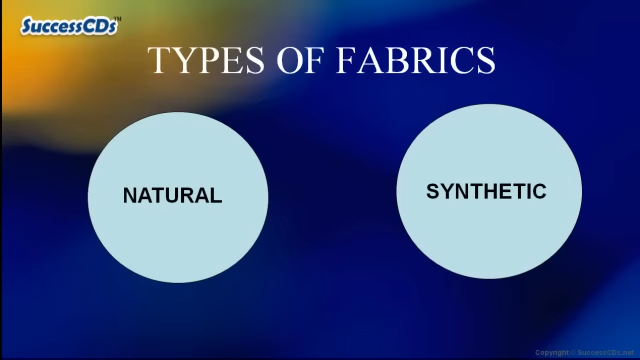 SuccessCDs™
TYPES OF FABRICS
NATURAL
SYNTHETIC
Copyright © SuccessCDs.net